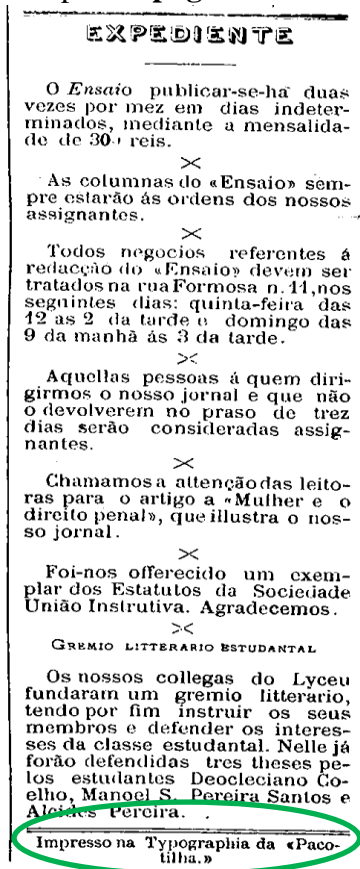 EXPEDIENTE
O Ensaio publicar-se-ha duas
vezes por mez em dias indeter-
minados, mediante a mensalida-
de de 300 reis.
As columnas do «Ensaio» sem-
pre estarão ás ordens dos nossos
assignantes.
Todos negocios referentes á
redacção do «Ensaio» devem ser
tratados na rua Formosa n. 11, nos
seguintes dias: quinta-feira das
12 as 2 da tarde e domingo das
9 da manhã ás 3 da tarde.
Aquellas pessoas á quem diri-
girmos o nosso jornal e que não
o devolverem no praso de trez
dias serão consideradas assig-
nantes.
Chamamos a attenção das leito-
ras para o artigo a «Mulher e o
direito penal», que illustra o nos-
so jornal.
Foi-nos offerecido um exem-
plar dos Estatutos da Sociedade
União Instrutiva. Agradecemos.
GREMIO LITTERARIO ESTUDANTAL
Os nossos collegas do Lyceu
fundaram um gremio litterario,
tendo por fim instruir os seus
membros e defender os interes-
ses da classe estudantal. Nelle já
forão defendidas tres theses pe-
los estudantes Deocleciano Co-
elho, Manoel S. Pereira Santos e
Alcides Pereira.
Impresso na Typographia da «Paco-
tilha.»